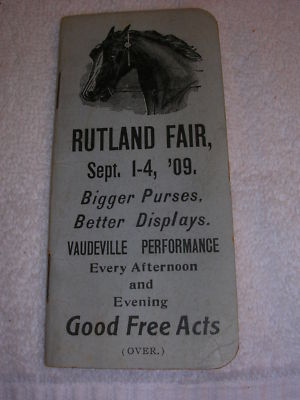 RUTLAND FAIR,
Sept. 1-4, '09.
Bigger Purses,
Better Displays.
VAUDEVILLE PERFORMANCE
Every Afternoon
and
Evening
Good Free Acts
(OVER.)